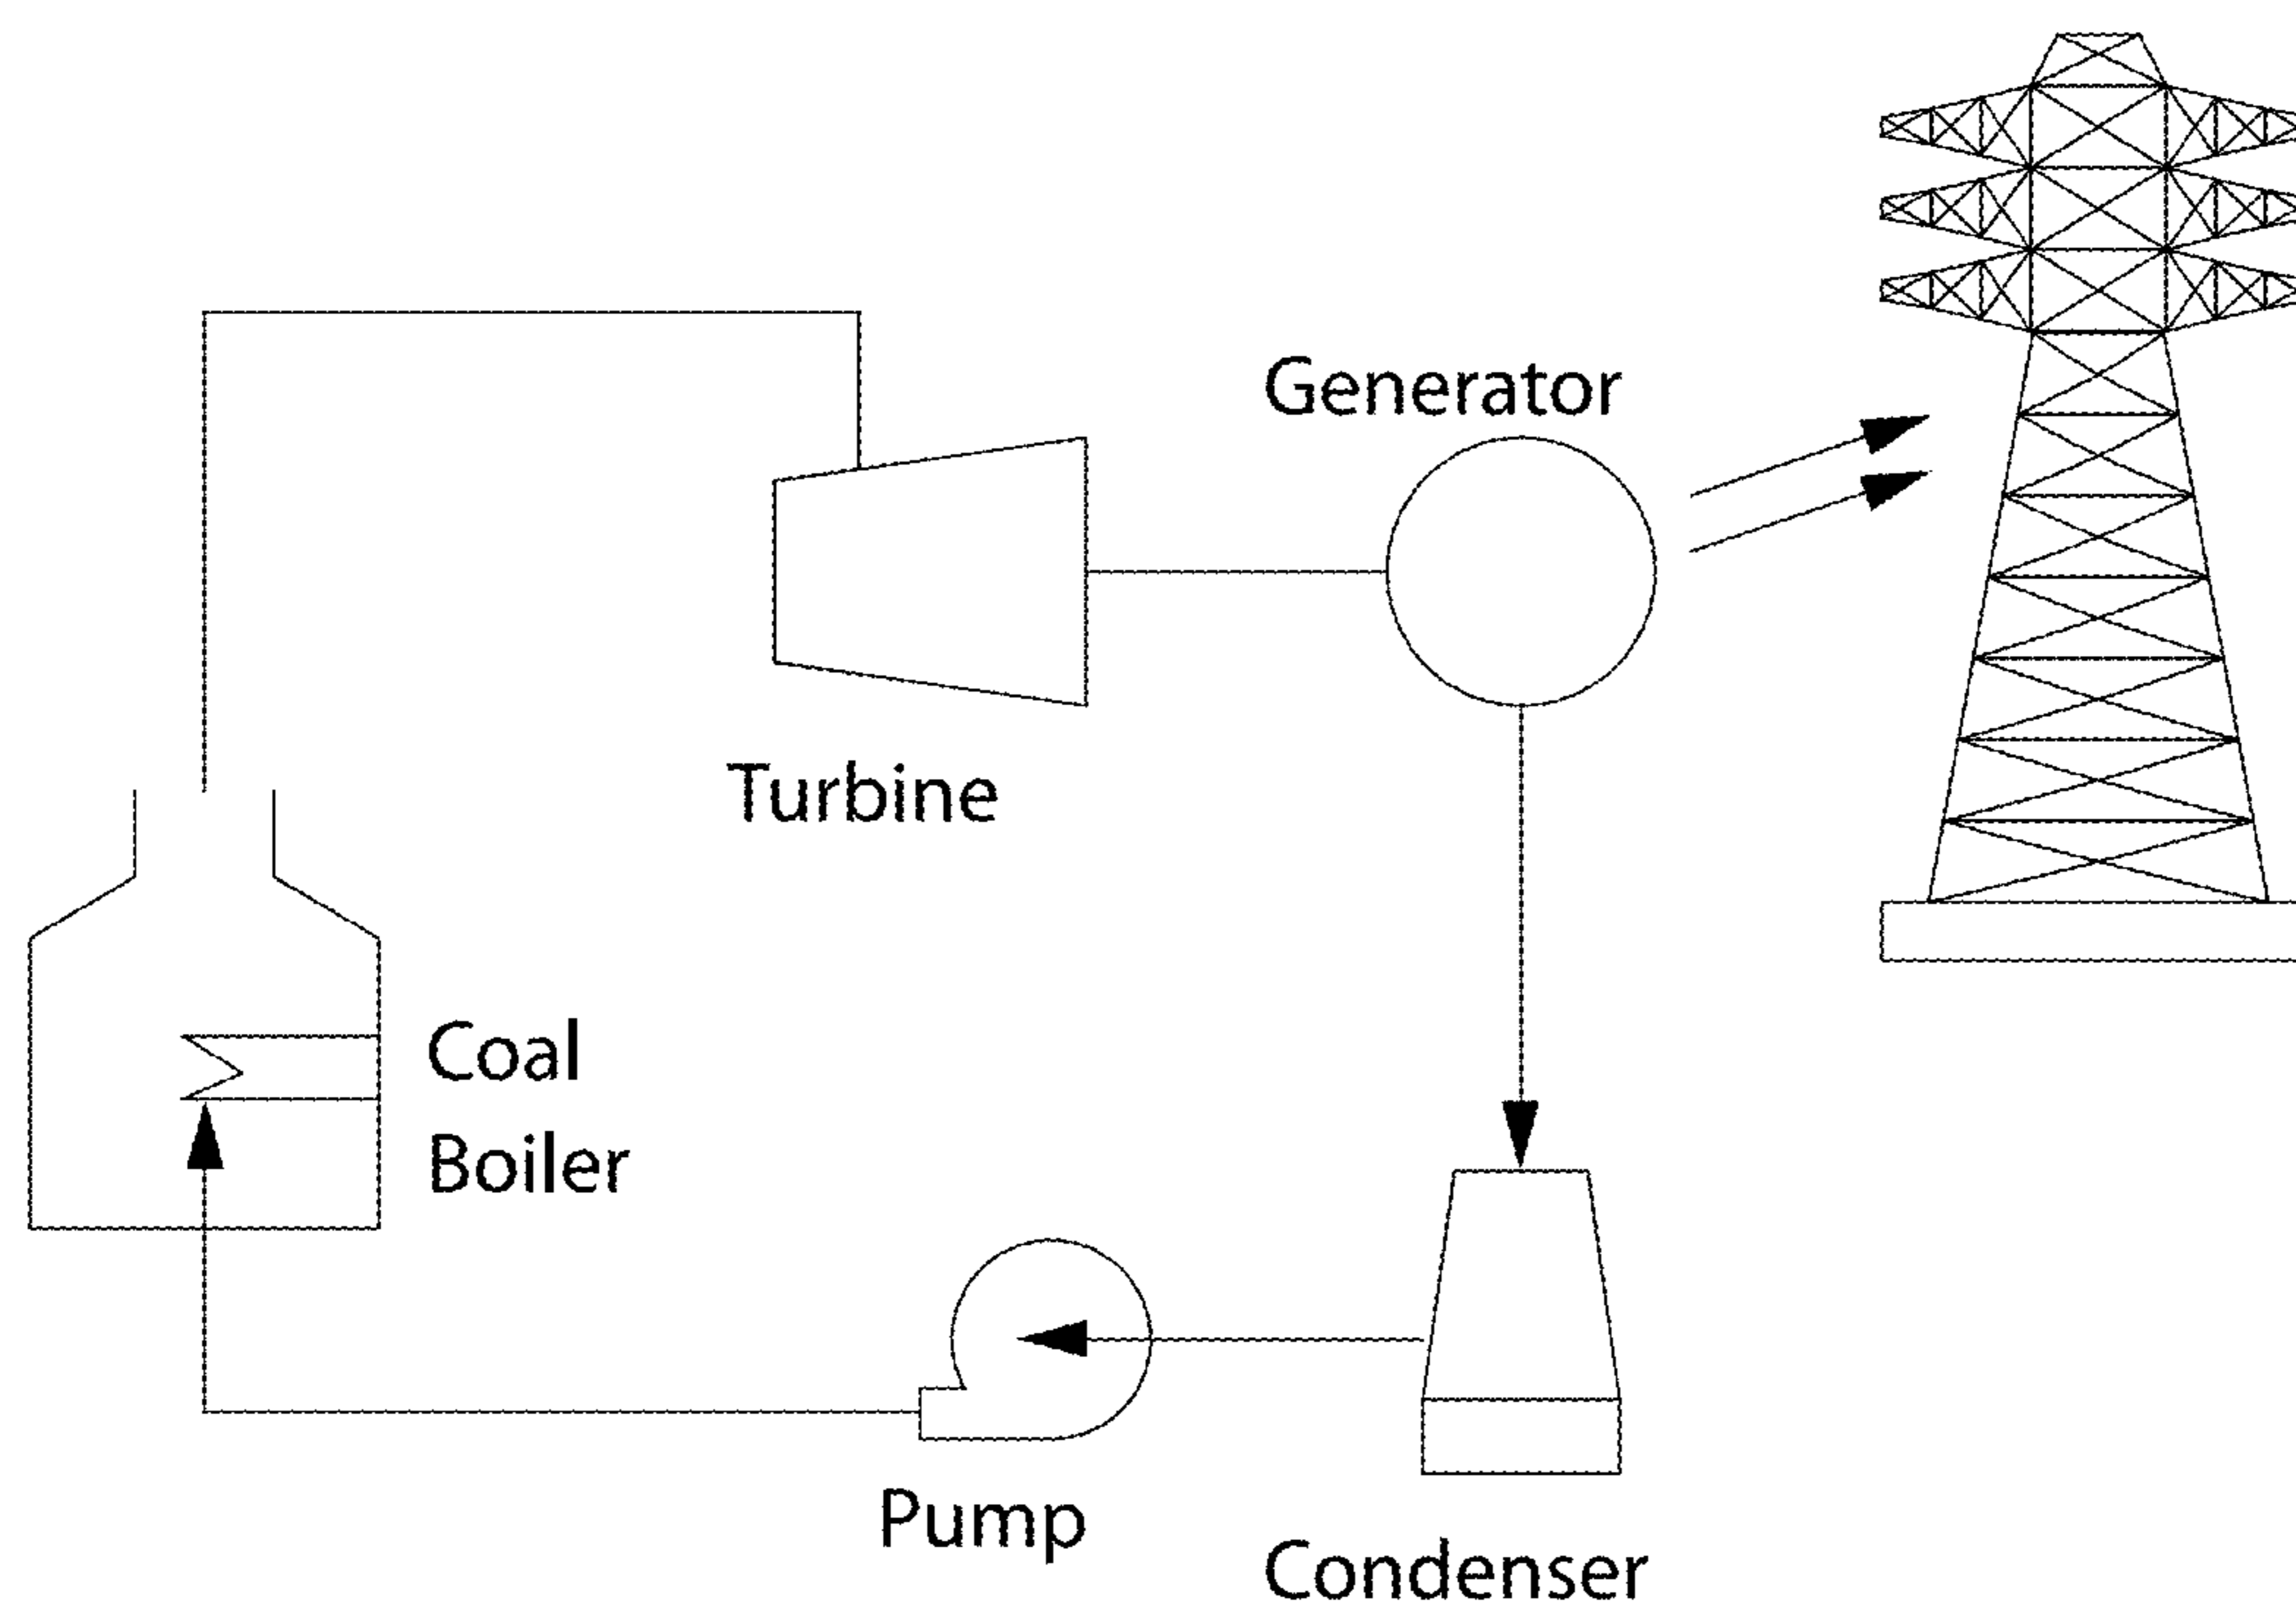 Generator
Turbine
Coal
Boiler
Pump
Condenser